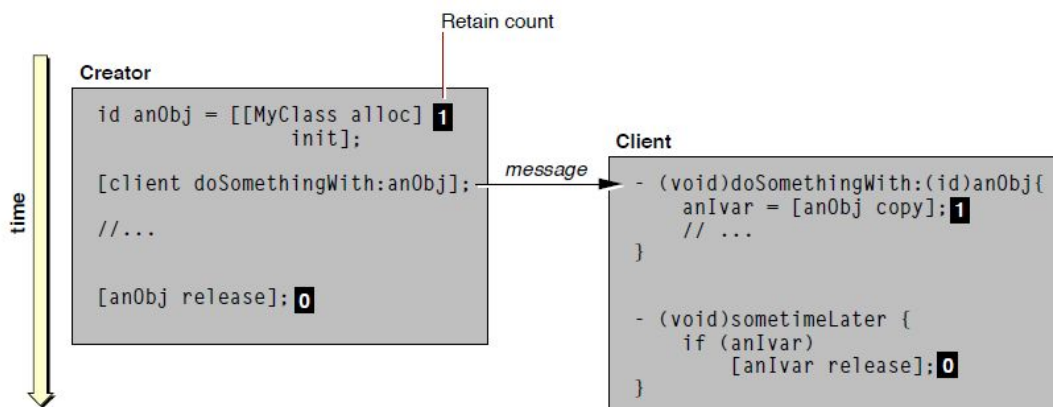 Retain count
Creator
id anObj = [[MyClass alloc] 1
init];
[client doSomethingWith:anObj];
//...
[anObj release]; 0
time
message
Client
- (void)doSomethingWith:(id)anObj{
anIvar = [anObj copy]; 1
// ...
}
- (void)sometimeLater {
if (anIvar)
[anIvar release]; 0
}